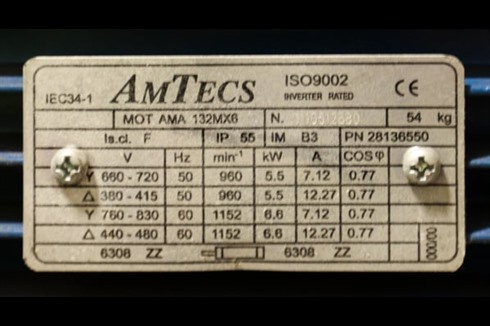 IEC34-1 AMTECS ISO9002 INVERTER RATED CE
MOT AMA 132MX6 N. 54 kg
Is.cl. F IP 55 IM B3 PN 28136550
V Hz min⁻¹ kW A COSφ
Y 660 - 720 50 960 5.5 7.12 0.77
Δ 380 - 415 50 960 5.5 12.27 0.77
Y 760 - 830 60 1152 6.6 7.12 0.77
Δ 440 - 480 60 1152 6.6 12.27 0.77
6308 ZZ 6308 ZZ 000/00